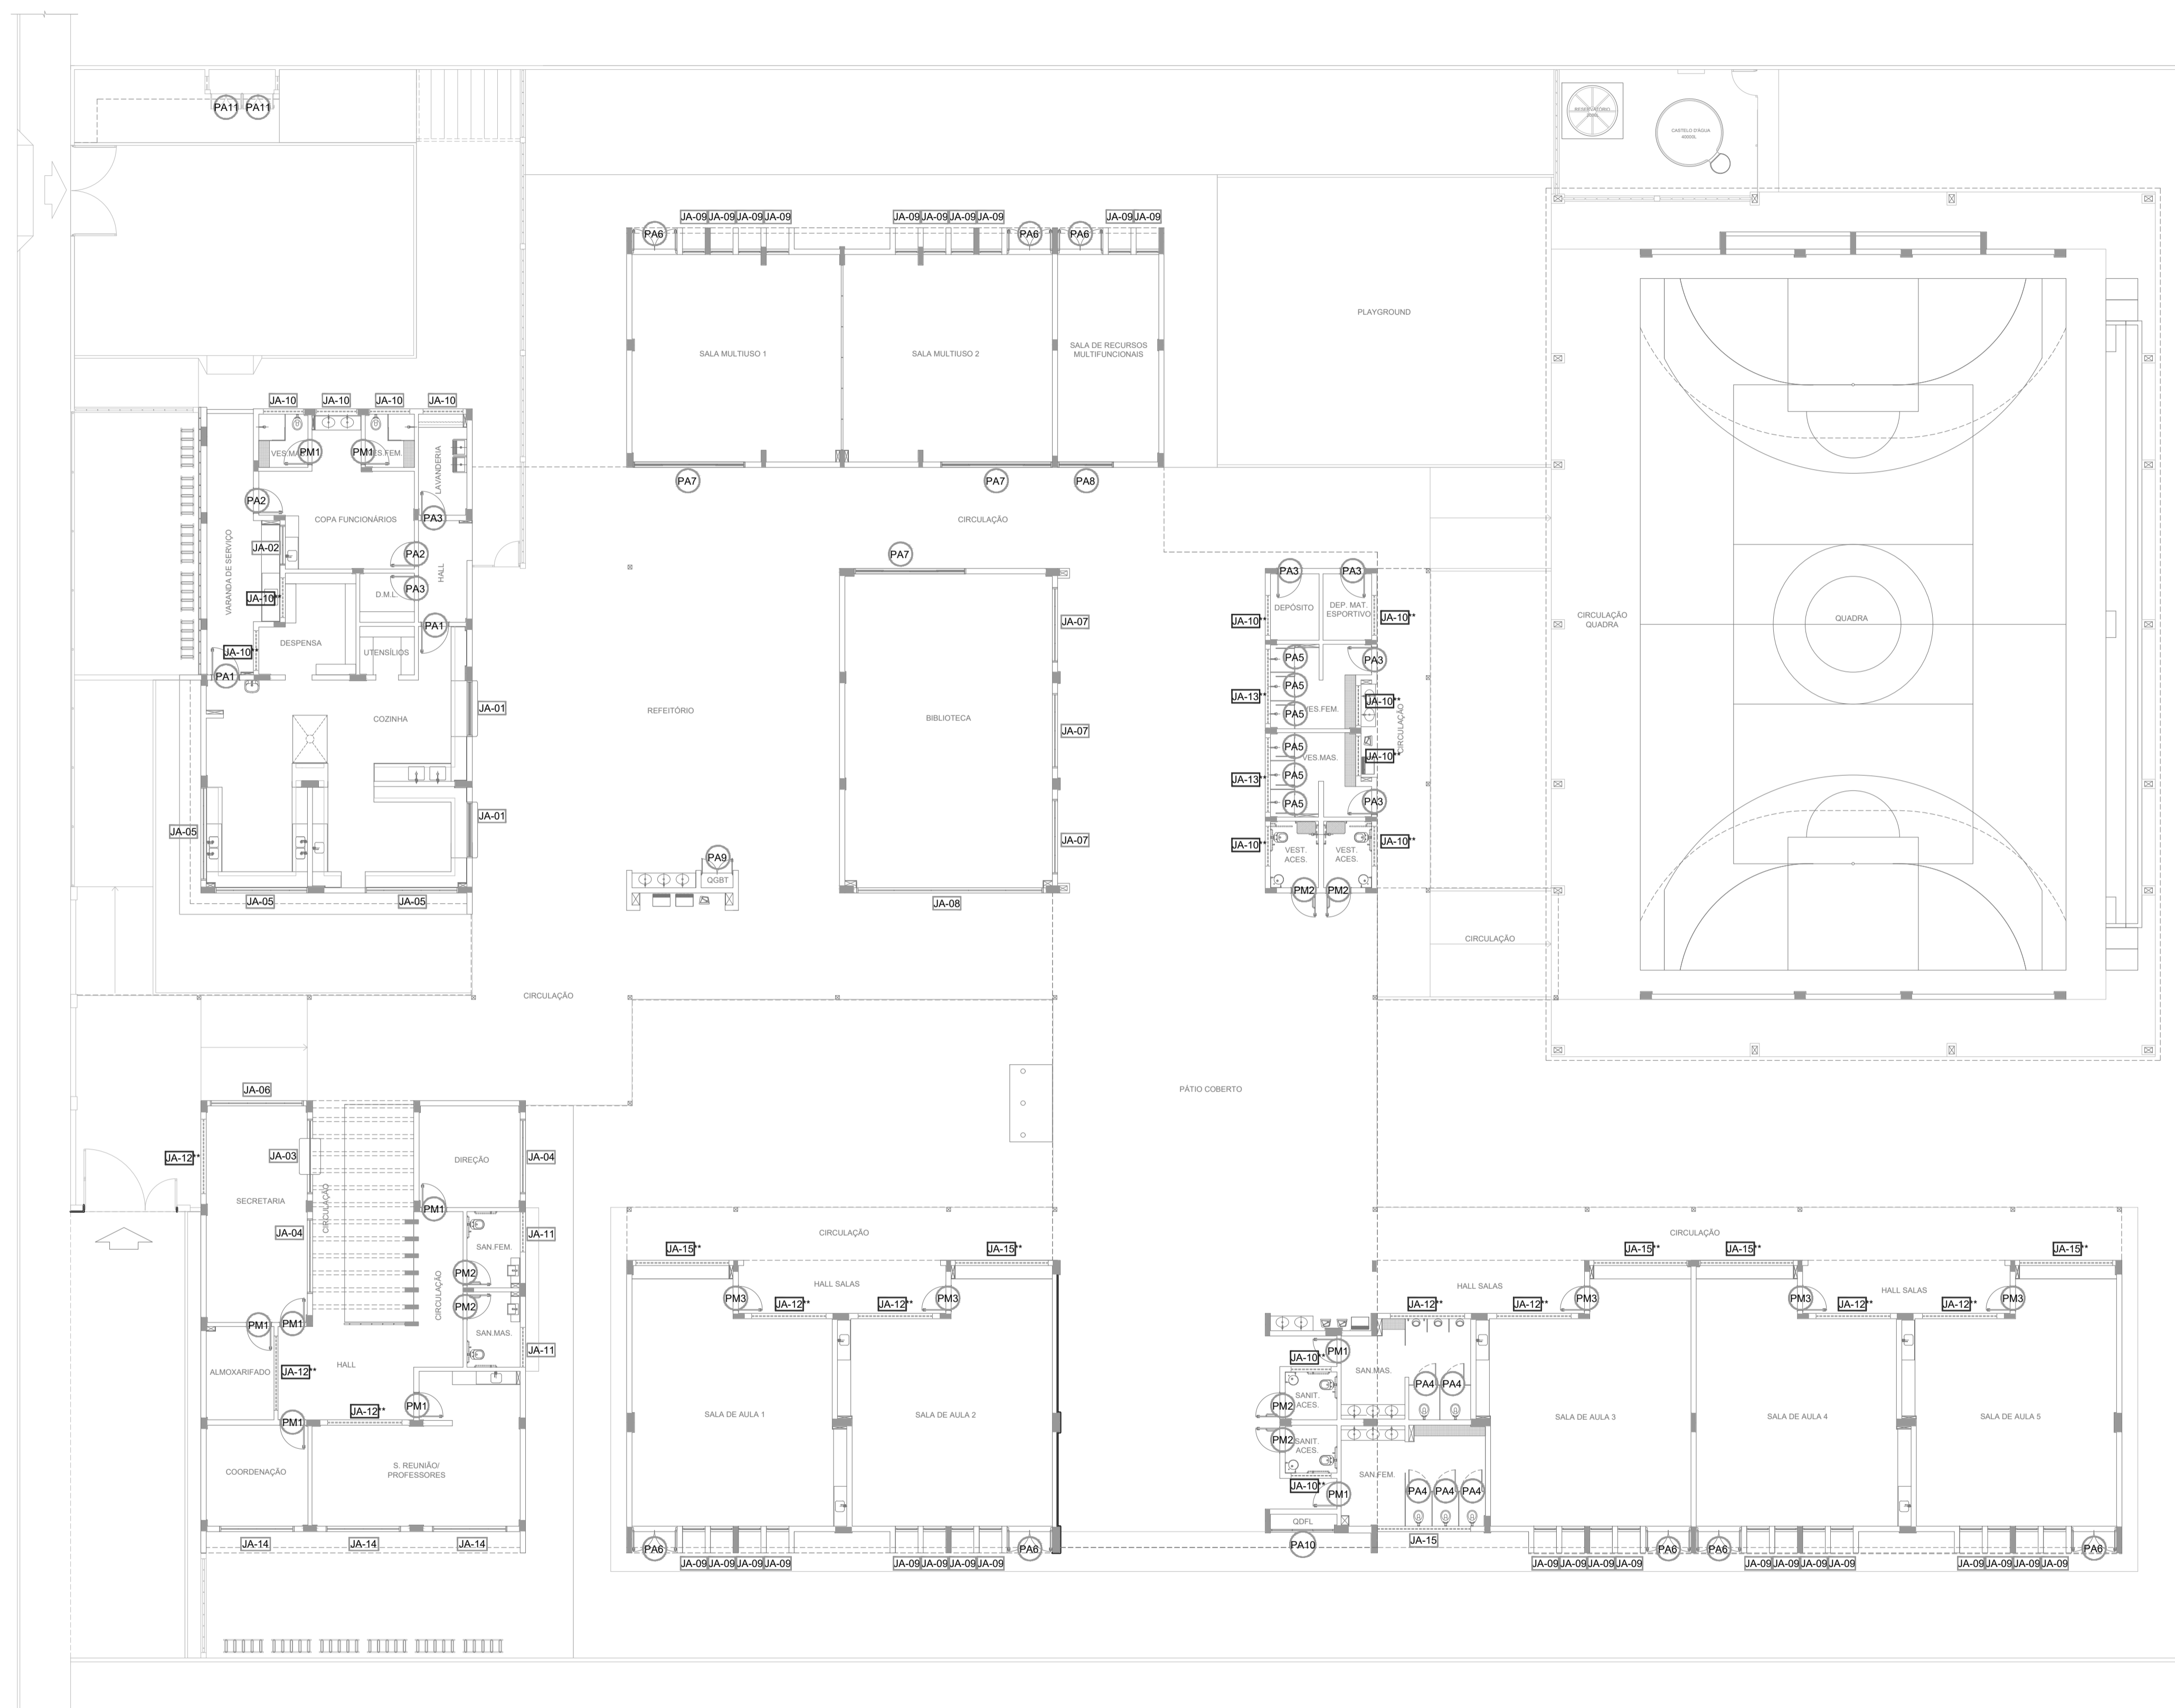 PA11 PA11
RESERVATÓRIO
CASTELO D'ÁGUA
45000L
JA-09 JA-09 JA-09 JA-09 JA-09 JA-09 JA-09 JA-09 JA-09 JA-09
PA6 PA6 PA6
PLAYGROUND
SALA MULTIUSO 1
SALA MULTIUSO 2
SALA DE RECURSOS
MULTIFUNCIONAIS
JA-10 JA-10 JA-10 JA-10
VES.MAS. PM1 PM1 VES.FEM.
LAVANDERIA
PA7 PA7 PA8
PA2
COPA FUNCIONÁRIOS
PA3
CIRCULAÇÃO
VARANDA DE SERVIÇO
JA-02
PA2
PA7
HALL
D.M.L.
PA3
JA-10**
PA3 PA3
DEPÓSITO
DEP. MAT.
ESPORTIVO
JA-10** JA-10**
CIRCULAÇÃO
QUADRA
QUADRA
PA1
JA-07
DESPENSA
UTENSÍLIOS
JA-10**
PA1
PA5
PA3
PA5
JA-13**
JA-10**
PA5
VES.FEM.
CIRCULAÇÃO
JA-01
COZINHA
REFEITÓRIO
BIBLIOTECA
JA-07
PA5
VES.MAS.
JA-10**
JA-13**
PA5
PA5
PA3
JA-01
JA-05
JA-07
JA-10**
VEST.
ACES.
VEST.
ACES.
JA-10**
PA9
QGBT
PM2 PM2
JA-05 JA-05
JA-08
CIRCULAÇÃO
CIRCULAÇÃO
JA-06
PÁTIO COBERTO
JA-12**
JA-03
DIREÇÃO
JA-04
SECRETARIA
CIRCULAÇÃO
PM1
JA-04
SAN.FEM.
JA-11
PM2
CIRCULAÇÃO
PM2
PM1 PM1
SAN.MAS.
JA-11
ALMOXARIFADO
JA-12**
HALL
JA-12**
PM1
PM1
COORDENAÇÃO
S. REUNIÃO/
PROFESSORES
JA-14 JA-14 JA-14
CIRCULAÇÃO
JA-15** JA-15**
HALL SALAS
PM3
JA-12** JA-12**
PM3
SALA DE AULA 1
SALA DE AULA 2
PA6 PA6
JA-09 JA-09 JA-09 JA-09 JA-09 JA-09 JA-09 JA-09
CIRCULAÇÃO
JA-15** JA-15** JA-15**
HALL SALAS
HALL SALAS
PM3 PM3 PM3
JA-12** JA-12** JA-12** JA-12**
PM1
JA-10**
SAN.MAS.
PA4 PA4
SANIT.
ACES.
PM2
PM2
SANIT.
ACES.
SALA DE AULA 3
SALA DE AULA 4
SALA DE AULA 5
SAN.FEM.
JA-10**
PM1
PA4 PA4 PA4
QDFL
PA10
JA-15
PA6 PA6 PA6
JA-09 JA-09 JA-09 JA-09 JA-09 JA-09 JA-09 JA-09 JA-09 JA-09 JA-09 JA-09